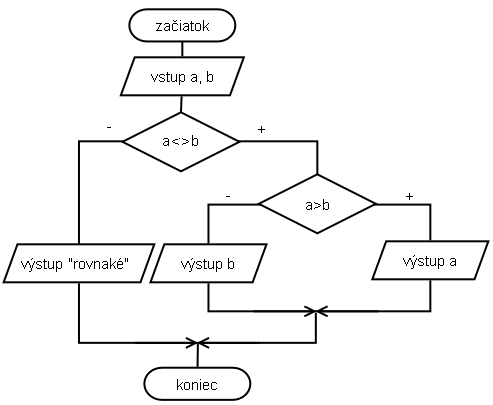 začiatok
vstup a, b
a<>b
-
+
a>b
-
+
výstup "rovnaké"
výstup b
výstup a
koniec